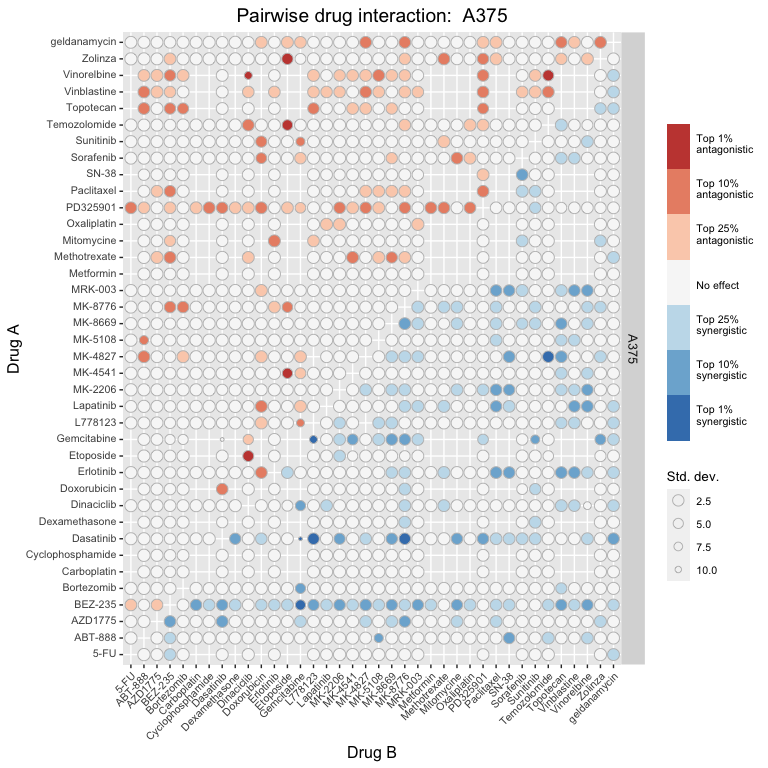 Pairwise drug interaction:  A375
Drug A
geldanamycin
Zolinza
Vinorelbine
Vinblastine
Topotecan
Temozolomide
Sunitinib
Sorafenib
SN-38
Paclitaxel
PD325901
Oxaliplatin
Mitomycine
Methotrexate
Metformin
MRK-003
MK-8776
MK-8669
MK-5108
MK-4827
MK-4541
MK-2206
Lapatinib
L778123
Gemcitabine
Etoposide
Erlotinib
Doxorubicin
Dinaciclib
Dexamethasone
Dasatinib
Cyclophosphamide
Carboplatin
Bortezomib
BEZ-235
AZD1775
ABT-888
5-FU
A375
5-FU
ABT-888
AZD1775
BEZ-235
Bortezomib
Carboplatin
Cyclophosphamide
Dasatinib
Dexamethasone
Dinaciclib
Doxorubicin
Erlotinib
Etoposide
Gemcitabine
L778123
Lapatinib
MK-2206
MK-4541
MK-4827
MK-5108
MK-8669
MK-8776
MRK-003
Metformin
Methotrexate
Mitomycine
Oxaliplatin
PD325901
Paclitaxel
SN-38
Sorafenib
Sunitinib
Temozolomide
Topotecan
Vinblastine
Vinorelbine
Zolinza
geldanamycin
Drug B
Top 1%
antagonistic
Top 10%
antagonistic
Top 25%
antagonistic
No effect
Top 25%
synergistic
Top 10%
synergistic
Top 1%
synergistic
Std. dev.
2.5
5.0
7.5
10.0